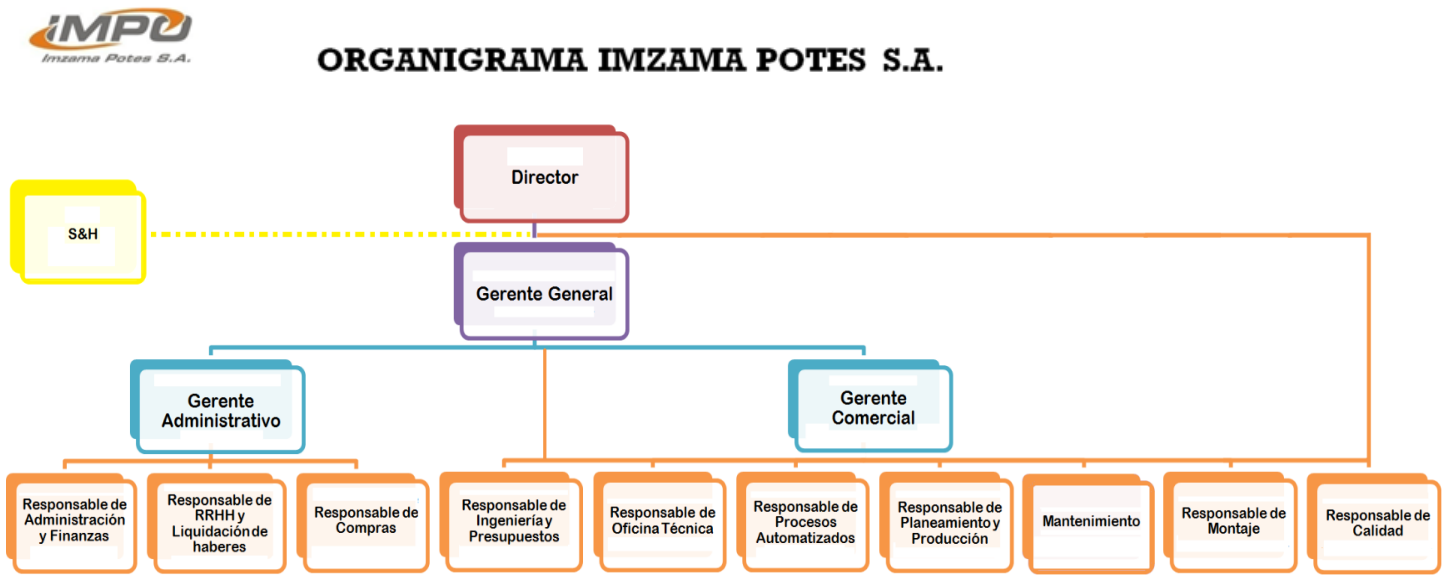 IMPO
Imzama Potes S.A.
ORGANIGRAMA IMZAMA POTES S.A.
Director
S&H
Gerente General
Gerente
Administrativo
Gerente
Comercial
Responsable de
Administración
y Finanzas
Responsable de
RRHH y
Liquidación de
haberes
Responsable de
Compras
Responsable de
Ingeniería y
Presupuestos
Responsable de
Oficina Técnica
Responsable de
Procesos
Automatizados
Responsable de
Planeamiento y
Producción
Mantenimiento
Responsable de
Montaje
Responsable de
Calidad